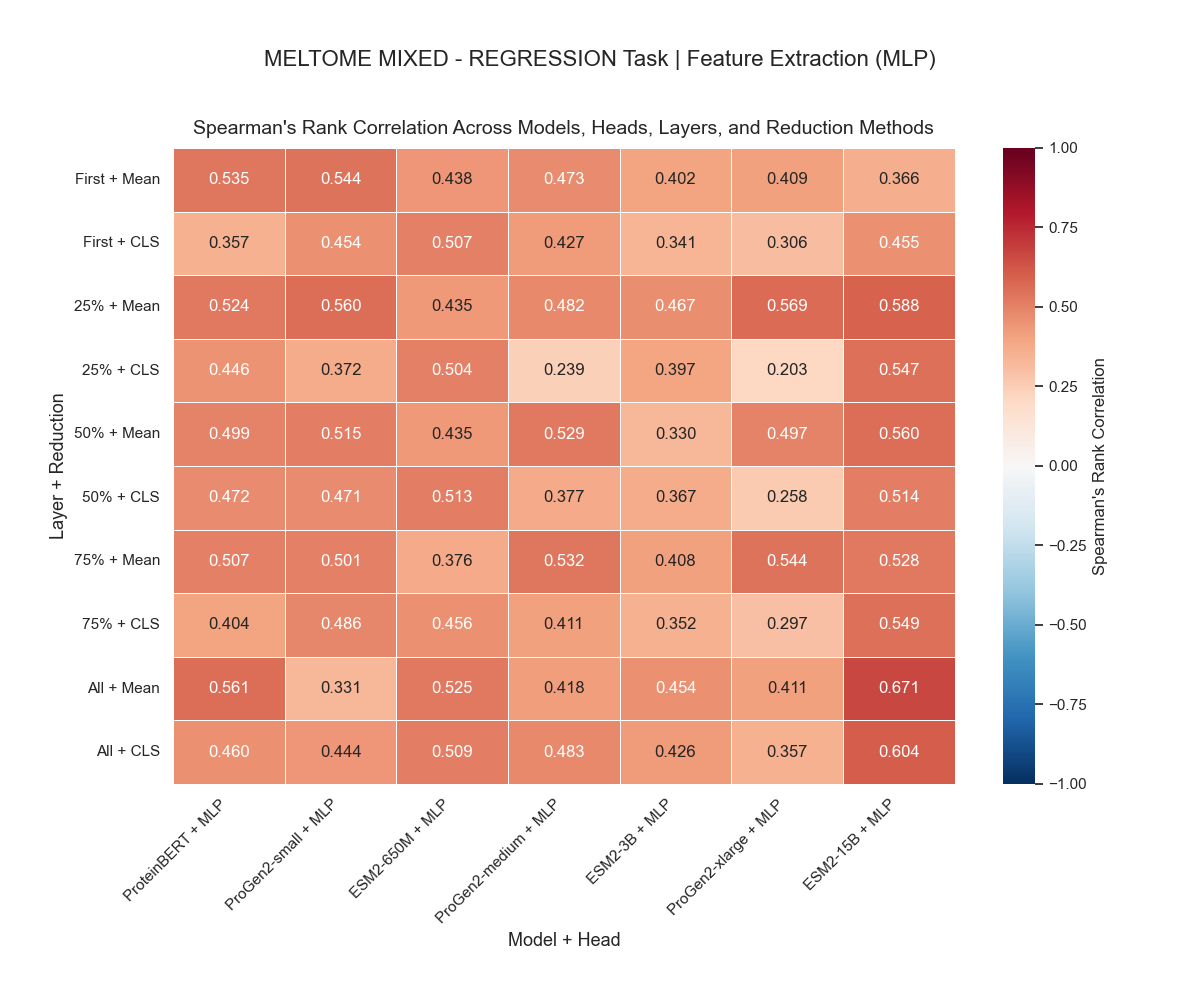 MELTOME MIXED - REGRESSION Task | Feature Extraction (MLP)
Spearman's Rank Correlation Across Models, Heads, Layers, and Reduction Methods
Layer + Reduction
First + Mean 0.535 0.544 0.438 0.473 0.402 0.409 0.366
First + CLS 0.357 0.454 0.507 0.427 0.341 0.306 0.455
25% + Mean 0.524 0.560 0.435 0.482 0.467 0.569 0.588
25% + CLS 0.446 0.372 0.504 0.239 0.397 0.203 0.547
50% + Mean 0.499 0.515 0.435 0.529 0.330 0.497 0.560
50% + CLS 0.472 0.471 0.513 0.377 0.367 0.258 0.514
75% + Mean 0.507 0.501 0.376 0.532 0.408 0.544 0.528
75% + CLS 0.404 0.486 0.456 0.411 0.352 0.297 0.549
All + Mean 0.561 0.331 0.525 0.418 0.454 0.411 0.671
All + CLS 0.460 0.444 0.509 0.483 0.426 0.357 0.604
ProteinBERT + MLP
ProGen2-small + MLP
ESM2-650M + MLP
ProGen2-medium + MLP
ESM2-3B + MLP
ProGen2-xlarge + MLP
ESM2-15B + MLP
Model + Head
1.00
0.75
0.50
0.25
0.00
−0.25
−0.50
−0.75
−1.00
Spearman's Rank Correlation